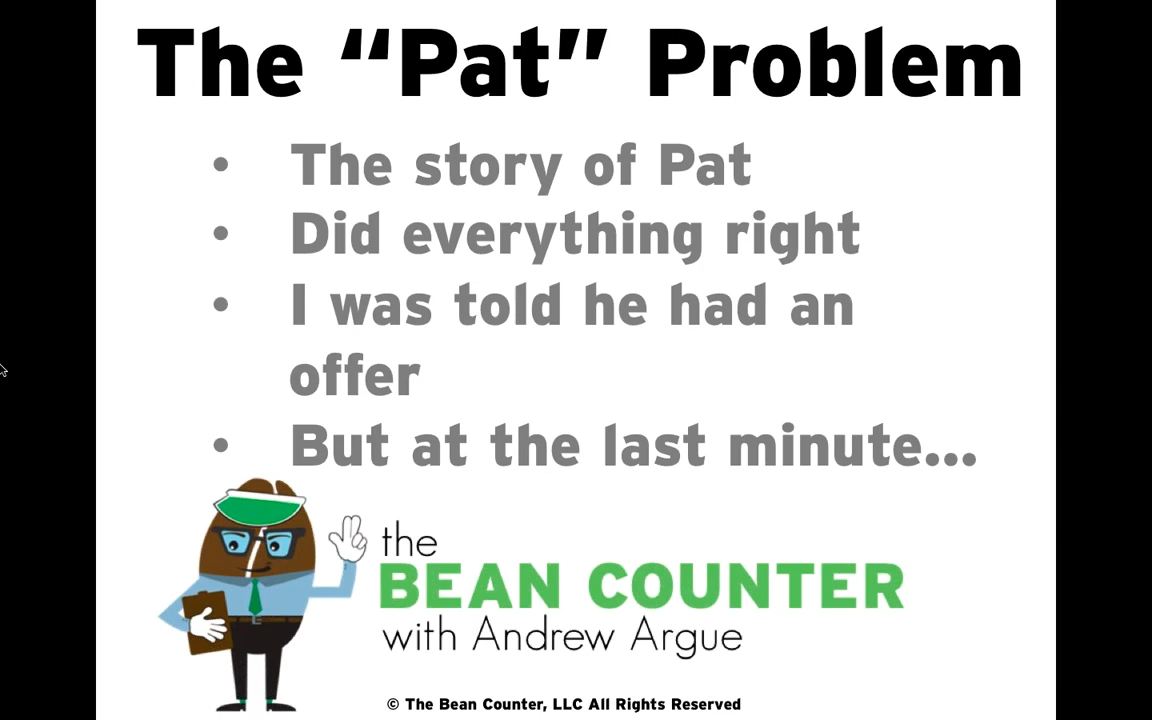 The “Pat” Problem
• The story of Pat
• Did everything right
• I was told he had an
offer
• But at the last minute...
the
BEAN COUNTER
with Andrew Argue
© The Bean Counter, LLC All Rights Reserved